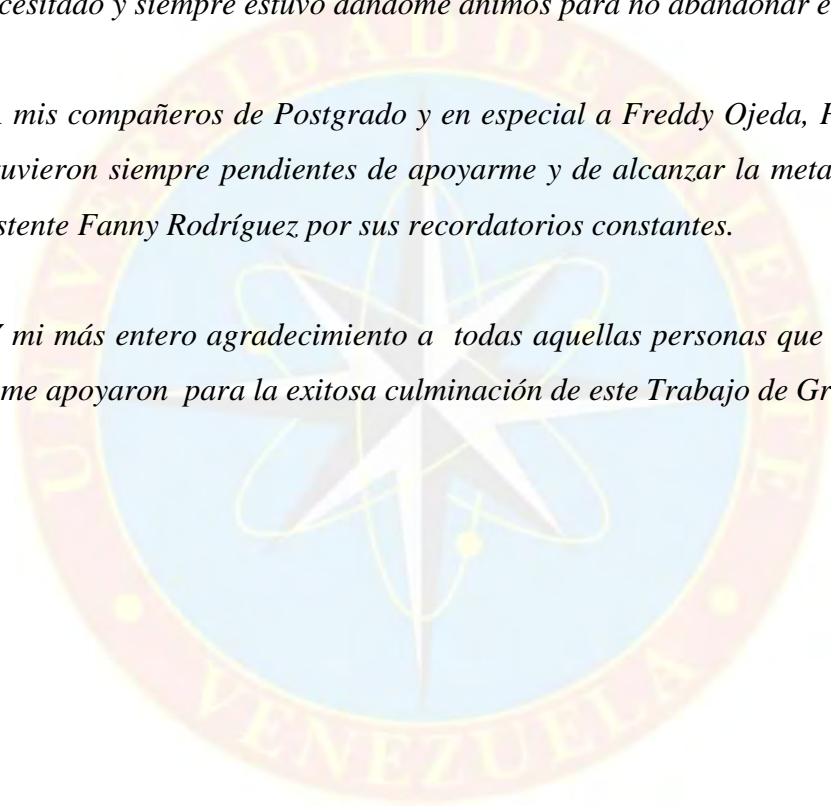 cesitado y siempre estuvo dándome ánimos para no abandonar e
mis compañeros de Postgrado y en especial a Freddy Ojeda,
uvieron siempre pendientes de apoyarme y de alcanzar la meta
stente Fanny Rodríguez por sus recordatorios constantes.
mi más entero agradecimiento a todas aquellas personas que
me apoyaron para la exitosa culminación de este Trabajo de Gr
UNIVERSIDAD DE ORIENTE
VENEZUELA